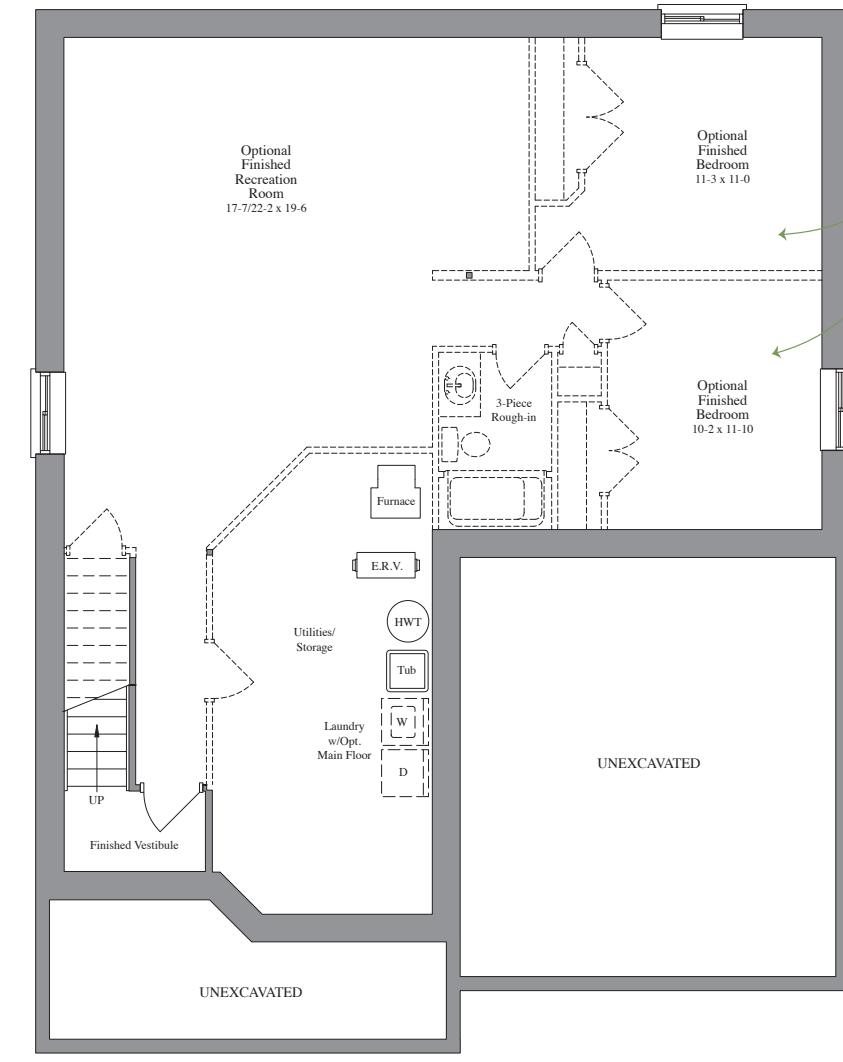 Optional
Finished
Recreation
Room
17-7/22-2 x 19-6
Optional
Finished
Bedroom
11-3 x 11-0
Optional
Finished
Bedroom
10-2 x 11-10
3-Piece
Rough-in
Furnace
E.R.V.
HWT
Utilities/
Storage
Tub
W
Laundry
w/Opt.
Main Floor
D
UP
Finished Vestibule
UNEXCAVATED
UNEXCAVATED